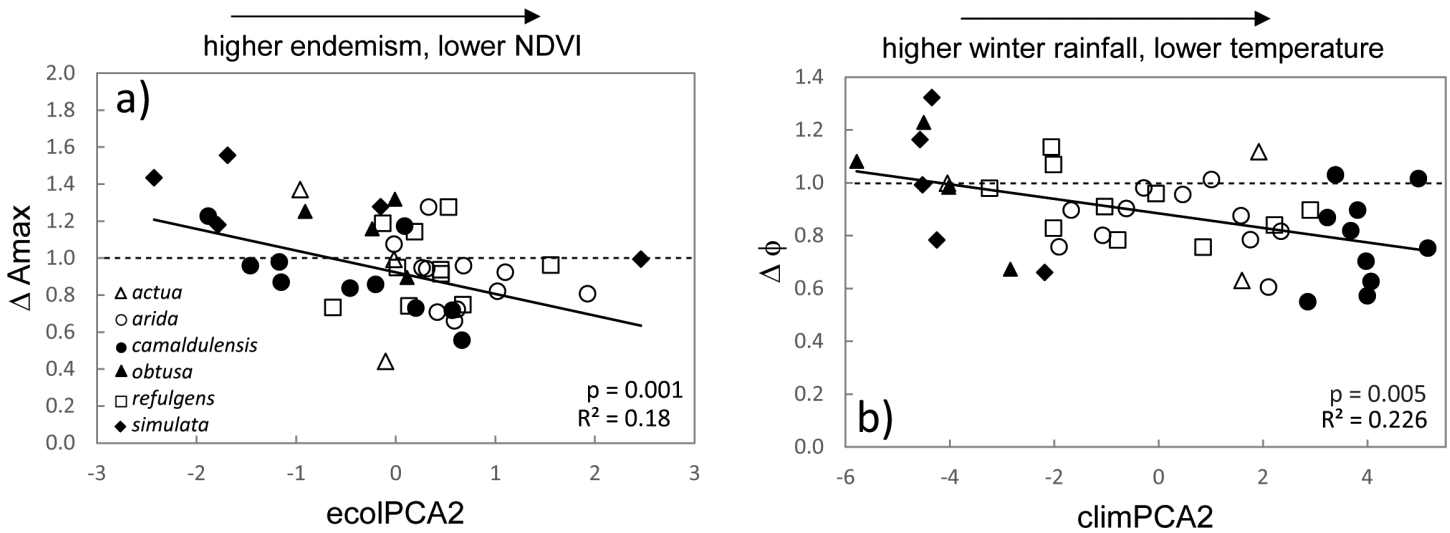 higher endemism, lower NDVI
2.0
1.8
1.6
1.4
1.2
1.0
0.8
0.6
0.4
0.2
0.0
Δ Amax
a)
actua
arida
camaldulensis
obtusa
refulgens
simulata
p = 0.001
R² = 0.18
-3 -2 -1 0 1 2 3
ecolPCA2
higher winter rainfall, lower temperature
1.4
1.2
1.0
0.8
0.6
0.4
0.2
0.0
Δ ϕ
b)
p = 0.005
R² = 0.226
-6 -4 -2 0 2 4
climPCA2